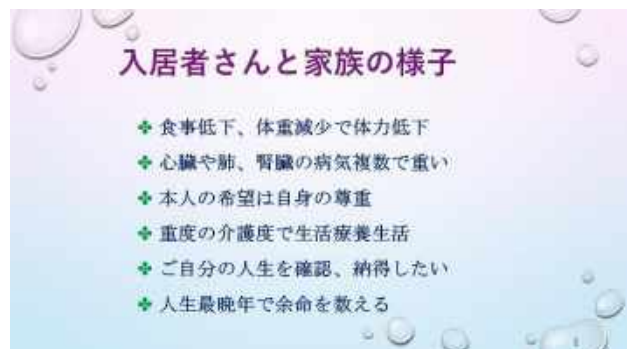 入居者さんと家族の様子
食事低下、体重減少で体力低下
心臓や肺、腎臓の病気複数で重い
本人の希望は自身の尊重
重度の介護度で生活療養生活
ご自分の人生を確認、納得したい
人生最晩年で余命を数える